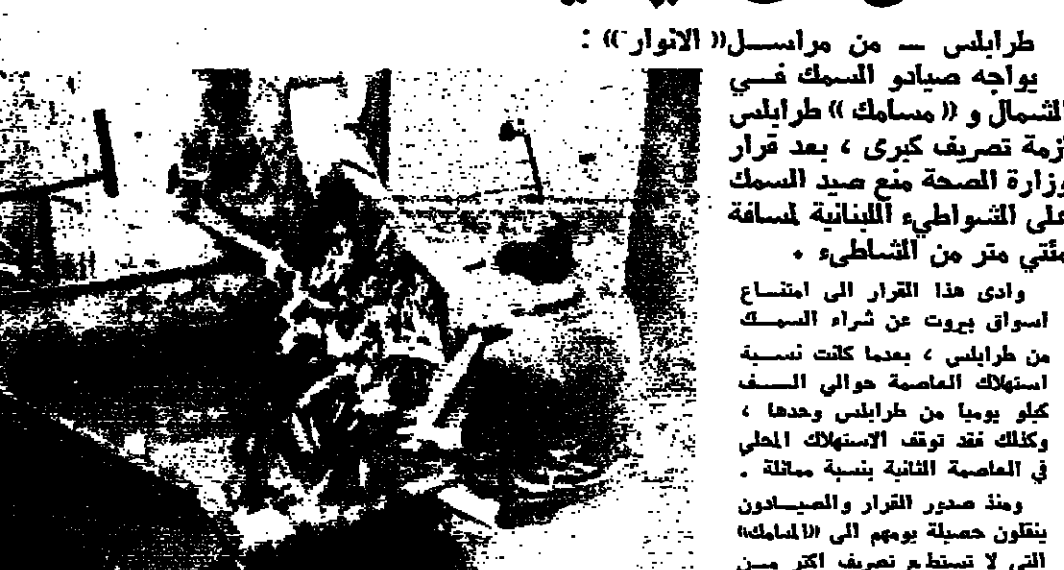 طرابلس — من مراسل «الانوار» :
يواجه صيادو السمك في
الشمال و «مسامك» طرابلس
ازمة تصريف كبرى ، بعد قرار
وزارة الصحة منع صيد السمك
على الشواطيء اللبنانية لمسافة
مئتي متر من الشاطىء .
وادى هذا القرار الى امتناع
اسواق بيروت عن شراء السمك
من طرابلس ، بعدما كانت نسبة
استهلاك العاصمة حوالي الف
كيلو يوميا من طرابلس وحدها ،
وكذلك فقد توقف الاستهلاك المحلي
في العاصمة الثانية بنسبة مماثلة .
ومنذ صدور القرار والصيادون
ينقلون حصيلة يومهم الى «المسامك»
التي لا تستطيع تصريف اكثر من